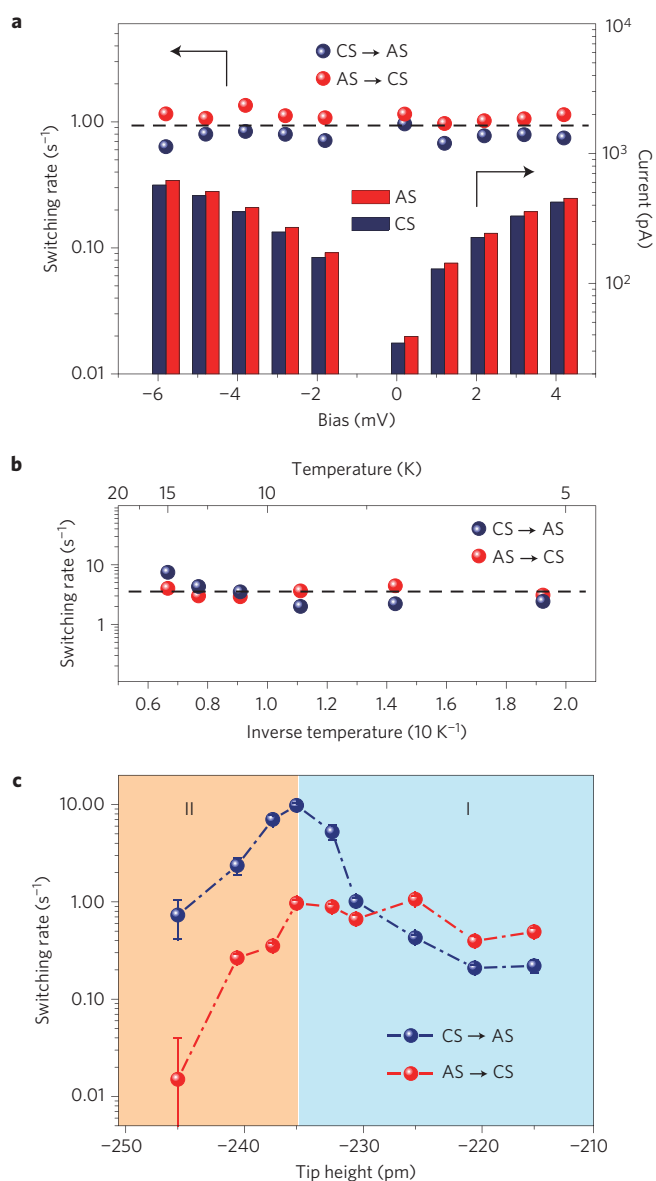 a
10⁴
CS → AS
AS → CS
1.00
10³
Switching rate (s⁻¹)
Current (pA)
AS
CS
0.10
10²
0.01
−6 −4 −2 0 2 4
Bias (mV)
b
Temperature (K)
20 15 10 5
CS → AS
AS → CS
Switching rate (s⁻¹)
10
1
0.6 0.8 1.0 1.2 1.4 1.6 1.8 2.0
Inverse temperature (10 K⁻¹)
c
II I
10.00
1.00
Switching rate (s⁻¹)
0.10
CS → AS
AS → CS
0.01
−250 −240 −230 −220 −210
Tip height (pm)